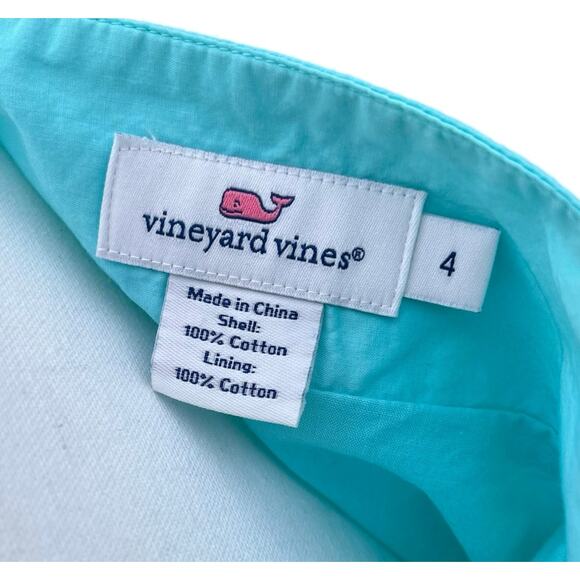 vineyard vines®
4
Made in China
Shell:
100% Cotton
Lining:
100% Cotton